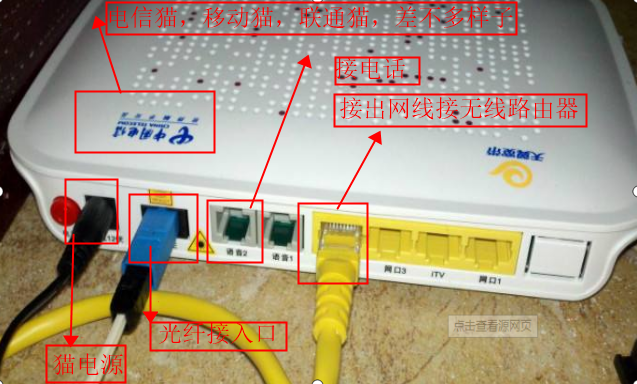 电信猫，移动猫，联通猫，差不多样子
接电话
接出网线接无线路由器
中国电信
CHINA TELECOM
天翼宽带
语音2
语音1
网口3
iTV
网口1
点击查看源网页
光纤接入口
猫电源